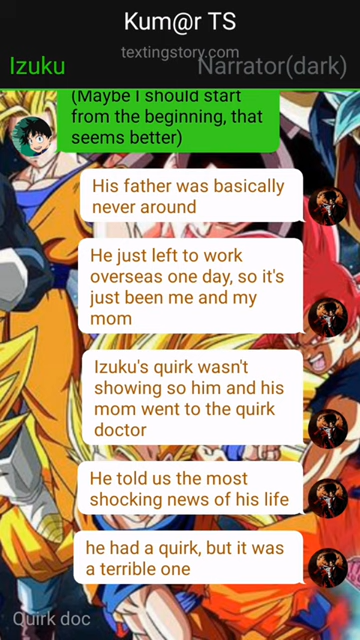 Kum@r TS
textingstory.com
Izuku
Narrator(dark)
(Maybe I should start
from the beginning, that
seems better)
His father was basically
never around
He just left to work
overseas one day, so it's
just been me and my
mom
Izuku's quirk wasn't
showing so him and his
mom went to the quirk
doctor
He told us the most
shocking news of his life
he had a quirk, but it was
a terrible one
Quirk doc